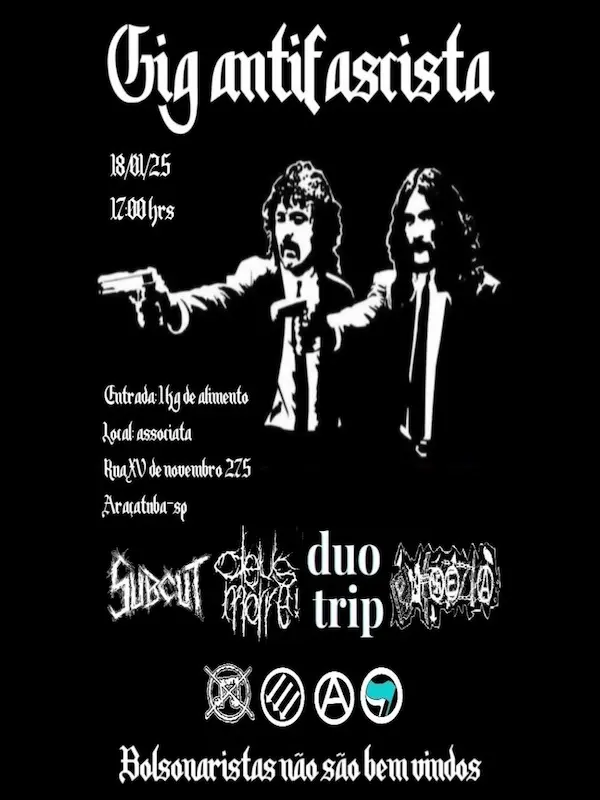 Gig antifascista
18/01/25
17:00 hrs
Entrada: 1kg de alimento
Local: associata
Rua XV de novembro 275
Araçatuba-sp
SUBCUT
duo
trip
Bolsonaristas não são bem vindos